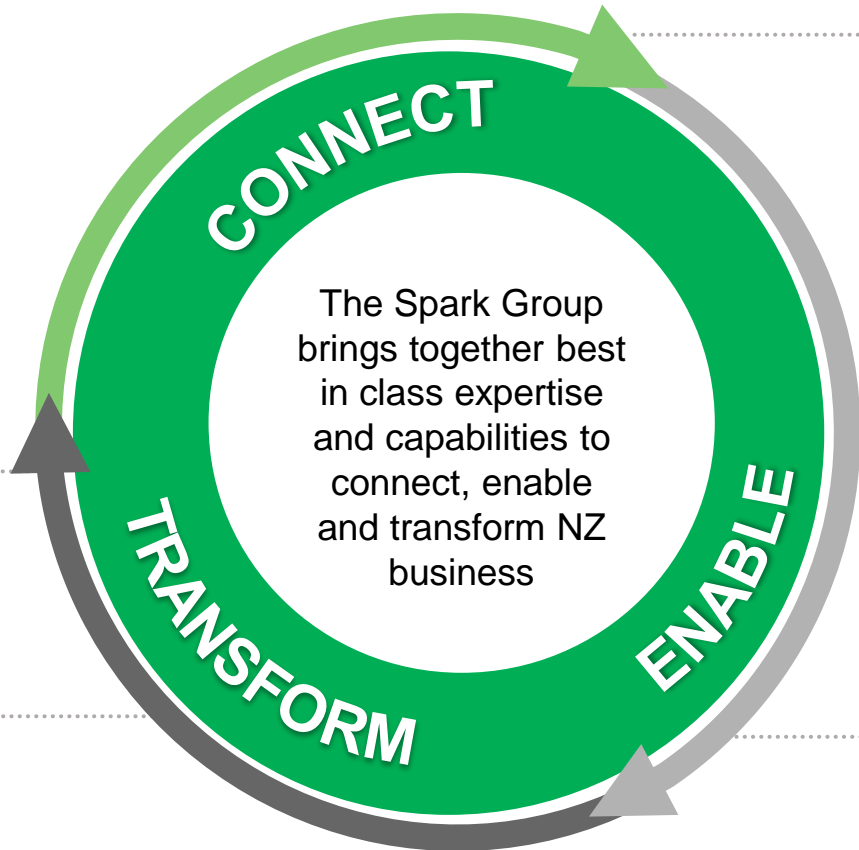 CONNECT
The Spark Group
brings together best
in class expertise
and capabilities to
connect, enable
and transform NZ
business
ENABLE
TRANSFORM